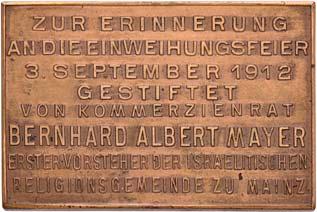 ZUR ERINNERUNG
AN DIE EINWEIHUNGSFEIER
3. SEPTEMBER 1912
GESTIFTET
VON KOMMERZIENRAT
BERNHARD ALBERT MAYER
ERSTER VORSTEHER DER ISRAELITISCHEN
RELIGIONSGEMEINDE ZU MAINZ